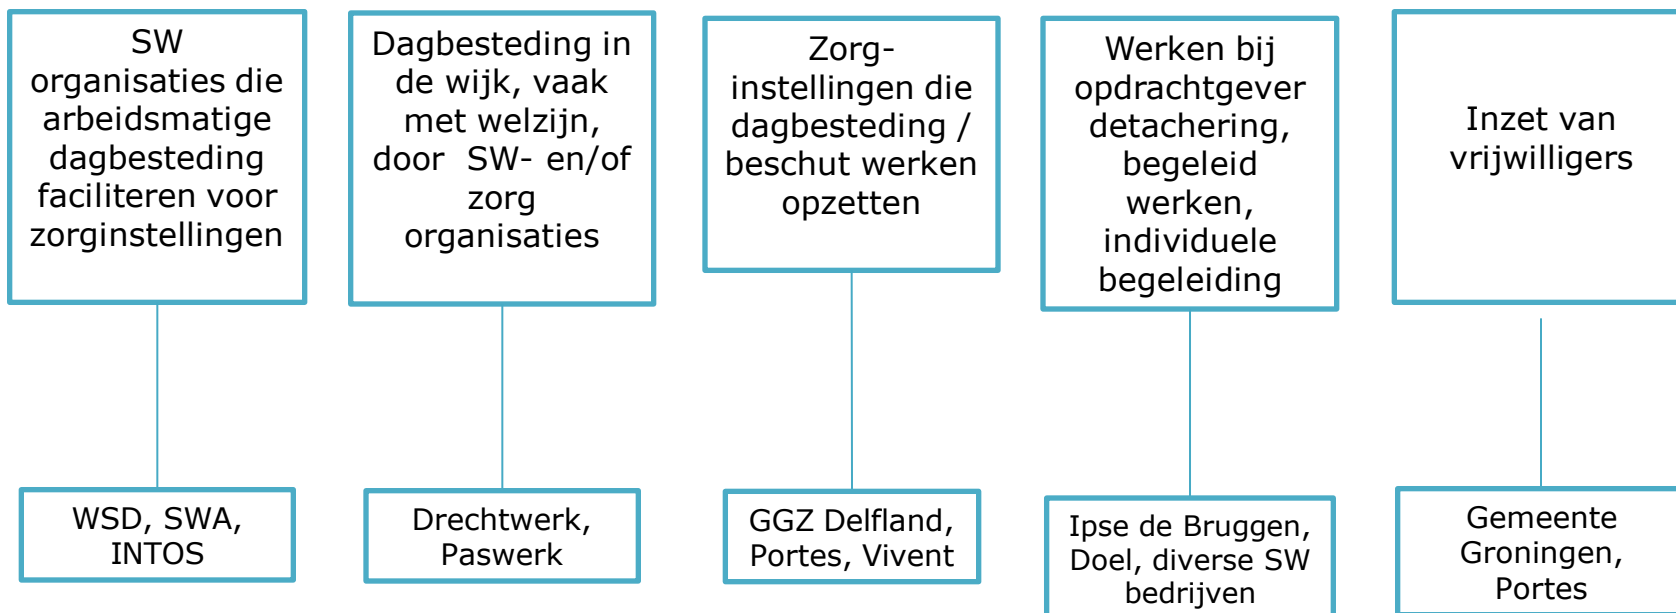 SW
organisaties die
arbeidsmatige
dagbesteding
faciliteren voor
zorginstellingen
Dagbesteding in
de wijk, vaak
met welzijn,
door SW- en/of
zorg
organisaties
Zorg-
instellingen die
dagbesteding /
beschut werken
opzetten
Werken bij
opdrachtgever
detachering,
begeleid
werken,
individuele
begeleiding
Inzet van
vrijwilligers
WSD, SWA,
INTOS
Drechtwerk,
Paswerk
GGZ Delfland,
Portes, Vivent
Ipse de Bruggen,
Doel, diverse SW
bedrijven
Gemeente
Groningen,
Portes